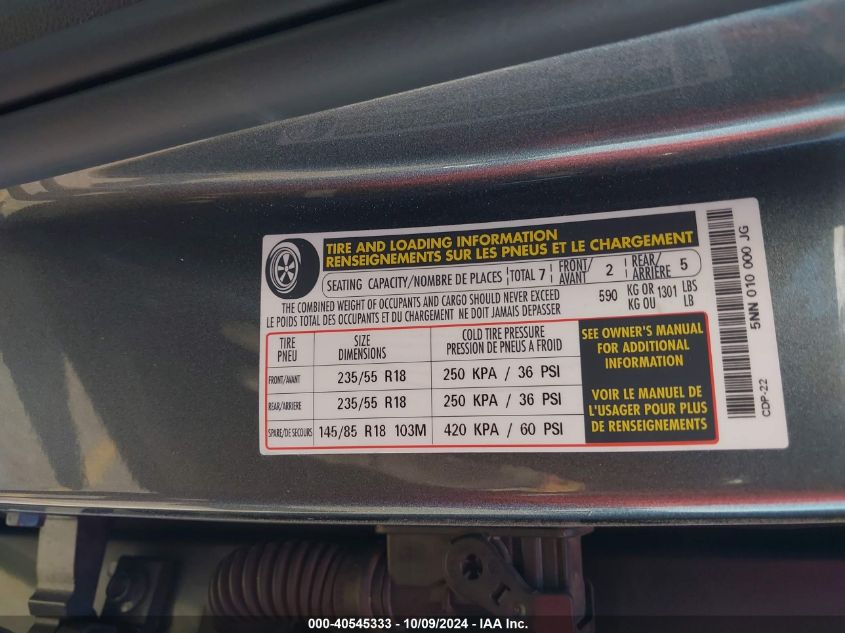 TIRE AND LOADING INFORMATION
RENSEIGNEMENTS SUR LES PNEUS ET LE CHARGEMENT
SEATING CAPACITY/NOMBRE DE PLACES TOTAL 7 FRONT/AVANT 2 REAR/ARRIÈRE 5
THE COMBINED WEIGHT OF OCCUPANTS AND CARGO SHOULD NEVER EXCEED 590 KG OR 1301 LBS
LE POIDS TOTAL DES OCCUPANTS ET DU CHARGEMENT NE DOIT JAMAIS DEPASSER KG OU LB
TIRE PNEU SIZE DIMENSIONS COLD TIRE PRESSURE PRESSION DE PNEUS A FROID
FRONT/AVANT 235/55 R18 250 KPA / 36 PSI
REAR/ARRIERE 235/55 R18 250 KPA / 36 PSI
SPARE/DE SECOURS 145/85 R18 103M 420 KPA / 60 PSI
SEE OWNER'S MANUAL
FOR ADDITIONAL
INFORMATION
VOIR LE MANUEL DE
L'USAGER POUR PLUS
DE RENSEIGNEMENTS
5NN 010 000 JG
CDP-22
000-40545333 - 10/09/2024 - IAA Inc.